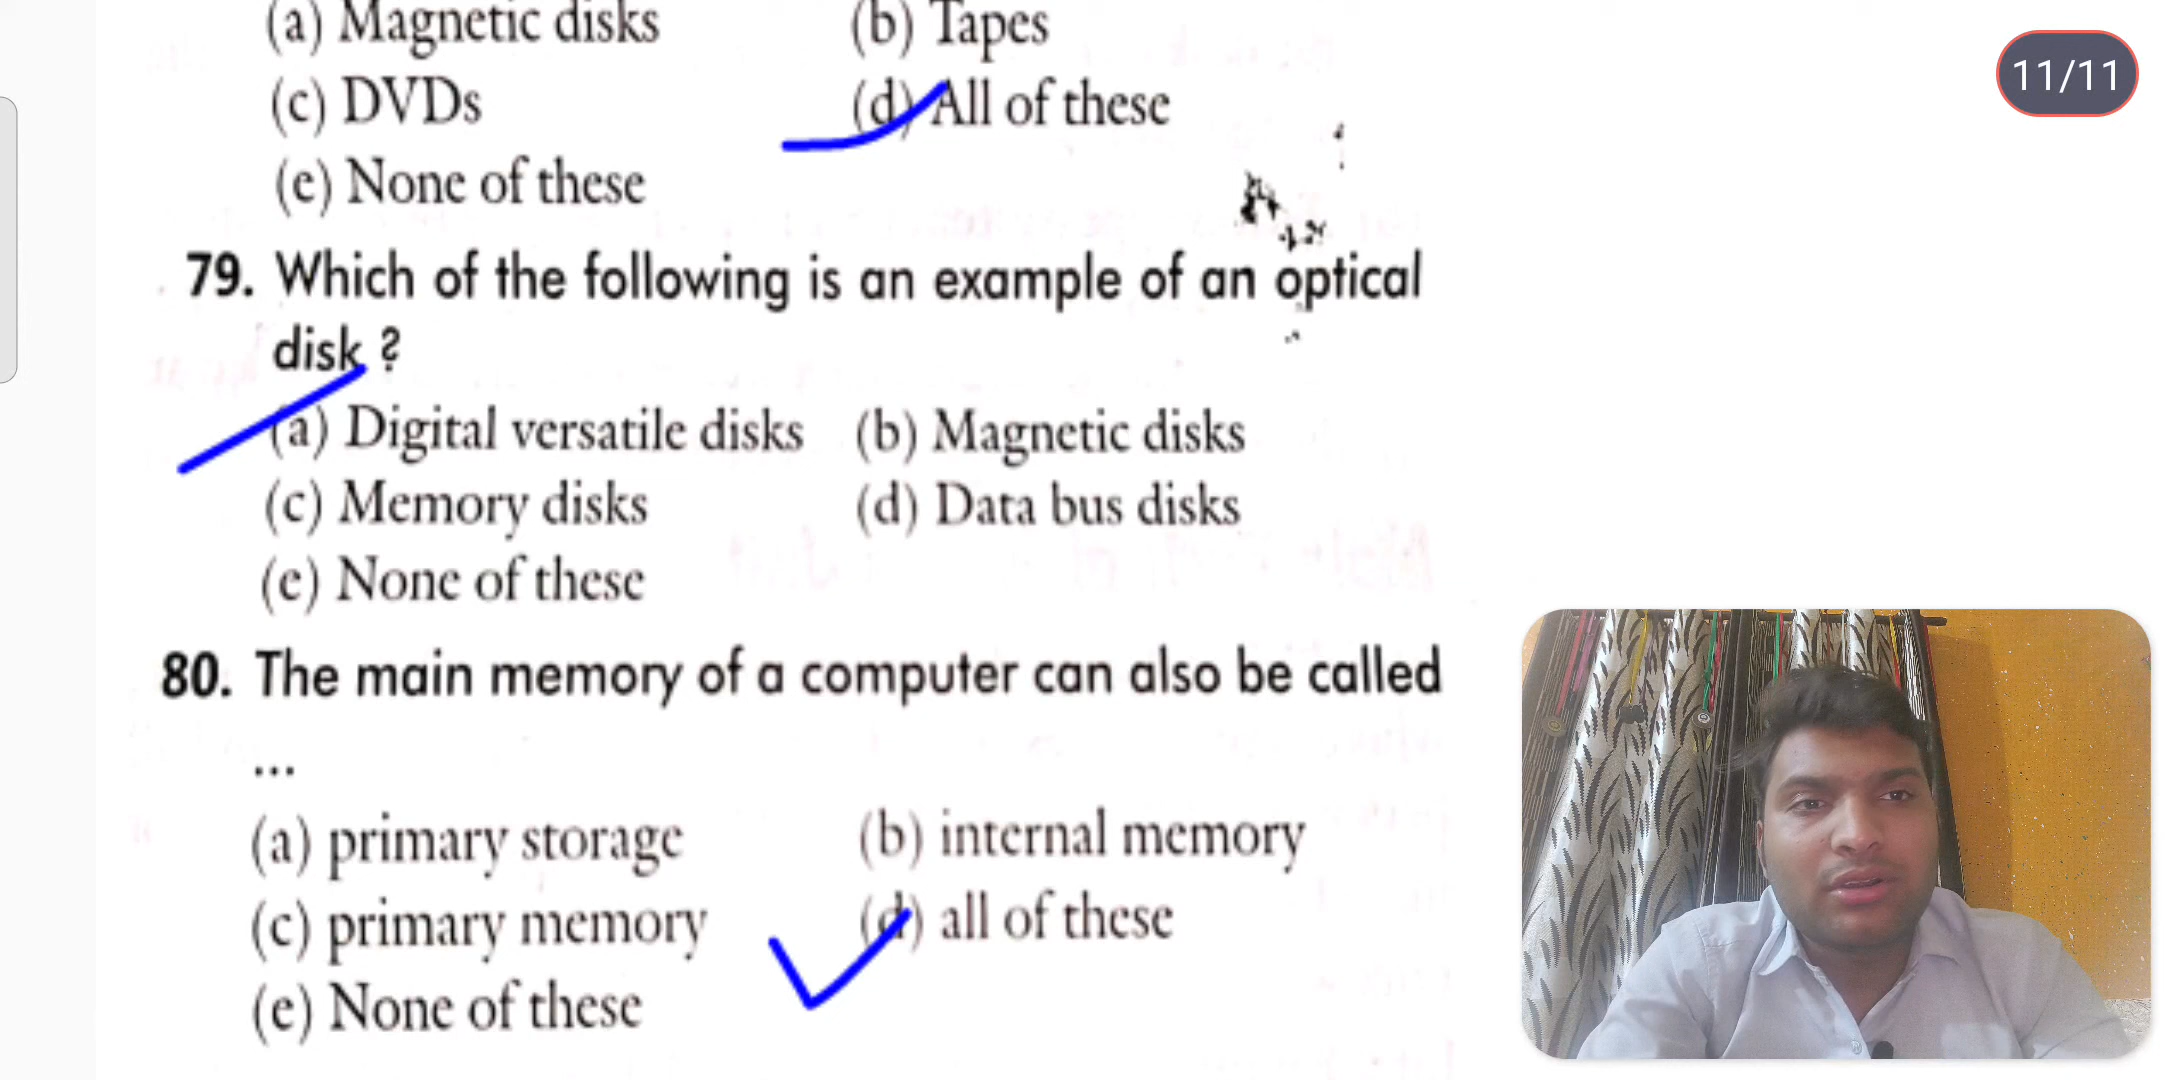 (a) Magnetic disks (b) Tapes
11/11
(c) DVDs (d) All of these
(e) None of these
79. Which of the following is an example of an optical
disk ?
(a) Digital versatile disks (b) Magnetic disks
(c) Memory disks (d) Data bus disks
(e) None of these
80. The main memory of a computer can also be called
...
(a) primary storage (b) internal memory
(c) primary memory (d) all of these
(e) None of these